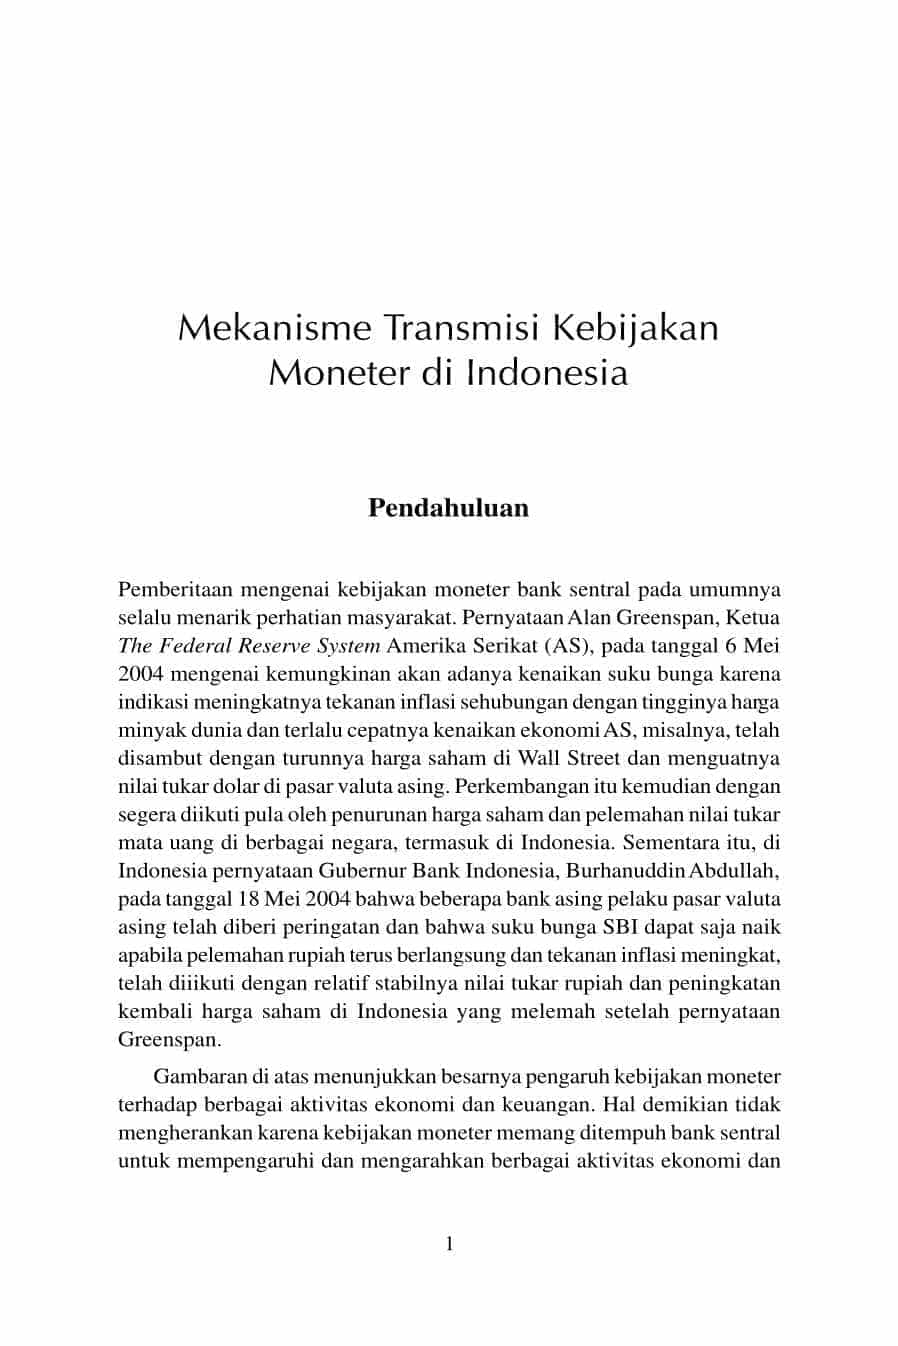 Mekanisme Transmisi Kebijakan
Moneter di Indonesia
Pendahuluan
Pemberitaan mengenai kebijakan moneter bank sentral pada umumnya
selalu menarik perhatian masyarakat. Pernyataan Alan Greenspan, Ketua
The Federal Reserve System Amerika Serikat (AS), pada tanggal 6 Mei
2004 mengenai kemungkinan akan adanya kenaikan suku bunga karena
indikasi meningkatnya tekanan inflasi sehubungan dengan tingginya harga
minyak dunia dan terlalu cepatnya kenaikan ekonomi AS, misalnya, telah
disambut dengan turunnya harga saham di Wall Street dan menguatnya
nilai tukar dolar di pasar valuta asing. Perkembangan itu kemudian dengan
segera diikuti pula oleh penurunan harga saham dan pelemahan nilai tukar
mata uang di berbagai negara, termasuk di Indonesia. Sementara itu, di
Indonesia pernyataan Gubernur Bank Indonesia, Burhanuddin Abdullah,
pada tanggal 18 Mei 2004 bahwa beberapa bank asing pelaku pasar valuta
asing telah diberi peringatan dan bahwa suku bunga SBI dapat saja naik
apabila pelemahan rupiah terus berlangsung dan tekanan inflasi meningkat,
telah diiikuti dengan relatif stabilnya nilai tukar rupiah dan peningkatan
kembali harga saham di Indonesia yang melemah setelah pernyataan
Greenspan.
Gambaran di atas menunjukkan besarnya pengaruh kebijakan moneter
terhadap berbagai aktivitas ekonomi dan keuangan. Hal demikian tidak
mengherankan karena kebijakan moneter memang ditempuh bank sentral
untuk mempengaruhi dan mengarahkan berbagai aktivitas ekonomi dan
1